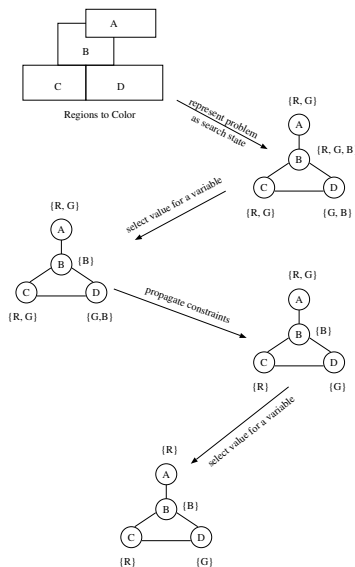 A
B
C D
Regions to Color
represent problem
as search state
{R, G}
A
B {R, G, B
C D
{R, G} {G, B}
select value for a variable
{R, G}
A
B {B}
C D
{R, G} {G,B}
propagate constraints
{R, G}
A
B {B}
C D
{R} {G}
select value for a variable
{R}
A
B {B}
C D
{R} {G}